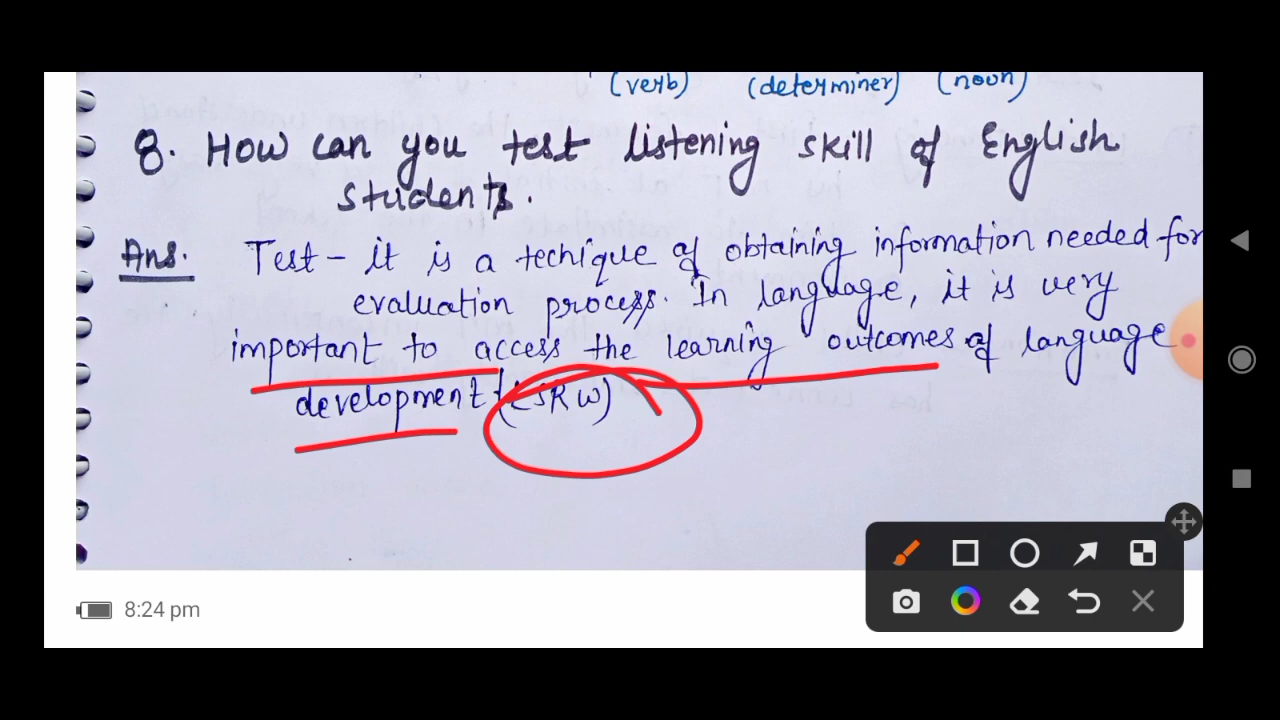 (verb) (determiner) (noun)
8. How can you test listening skill of English
students.
Ans. Test - it is a techique of obtaining information needed for
evaluation process. In language, it is very
important to access the learning outcomes of language
development (LSRW)
8:24 pm